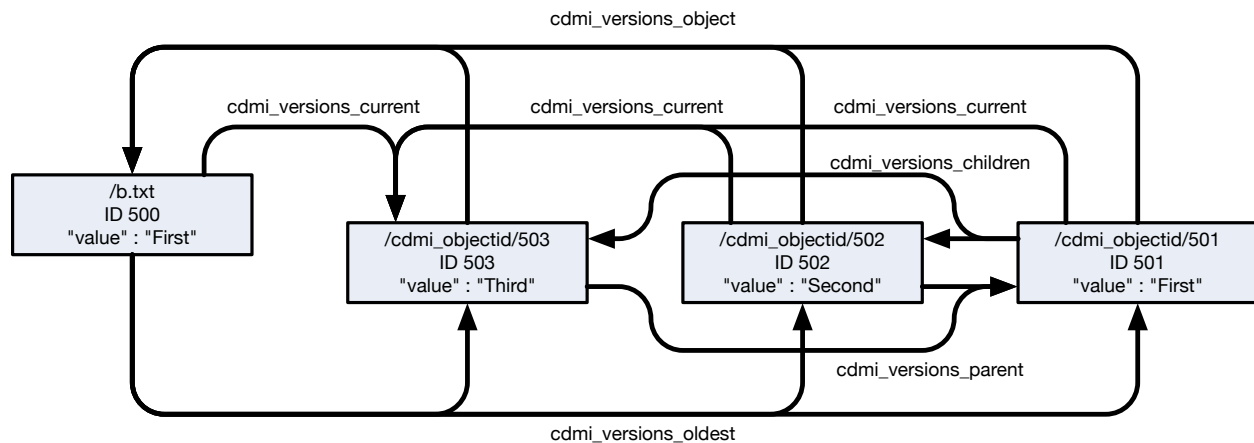 cdmi_versions_object
cdmi_versions_current
cdmi_versions_current
cdmi_versions_current
cdmi_versions_children
/b.txt
ID 500
"value" : "First"
/cdmi_objectid/503
ID 503
"value" : "Third"
/cdmi_objectid/502
ID 502
"value" : "Second"
/cdmi_objectid/501
ID 501
"value" : "First"
cdmi_versions_parent
cdmi_versions_oldest